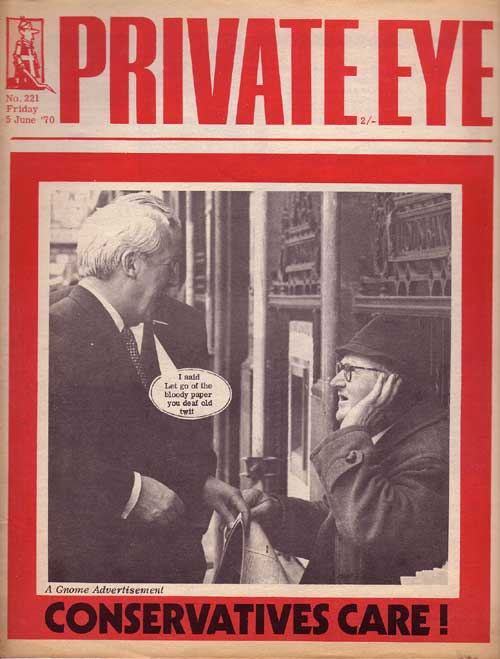 PRIVATE EYE
No. 221
Friday
5 June '70
2/-
I said
Let go of the
bloody paper
you deaf old
twit
A Gnome Advertisement
CONSERVATIVES CARE!